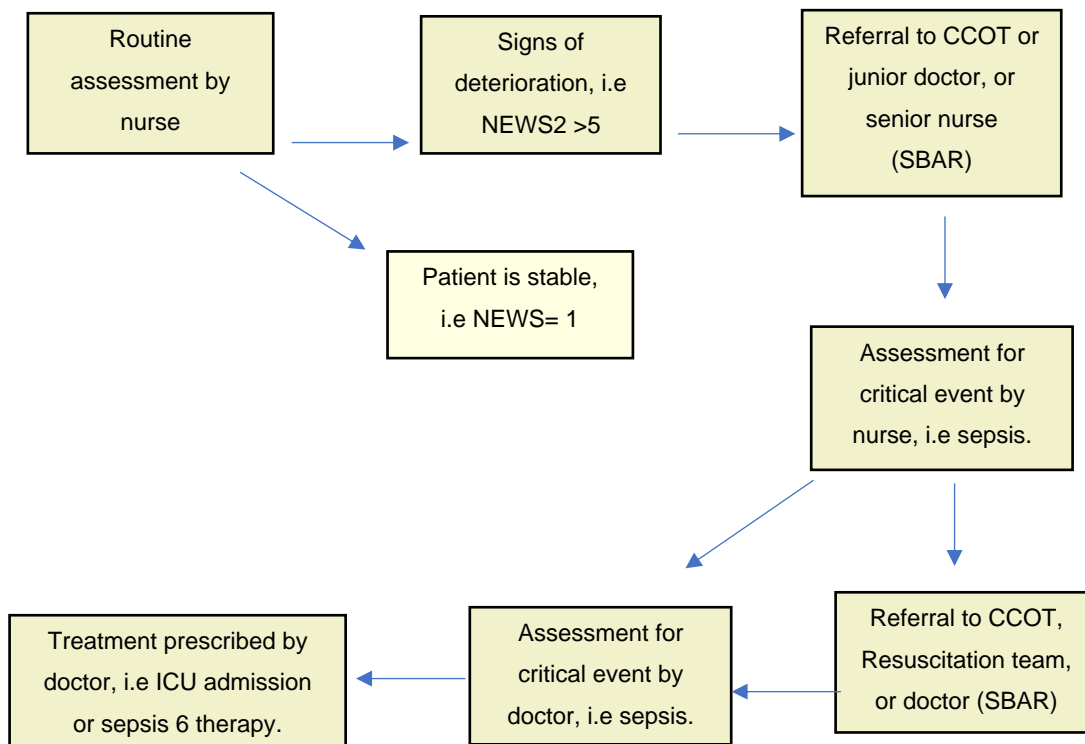 Routine
assessment by
nurse
Signs of
deterioration, i.e
NEWS2 >5
Referral to CCOT or
junior doctor, or
senior nurse
(SBAR)
Patient is stable,
i.e NEWS= 1
Assessment for
critical event by
nurse, i.e sepsis.
Referral to CCOT,
Resuscitation team,
or doctor (SBAR)
Assessment for
critical event by
doctor, i.e sepsis.
Treatment prescribed by
doctor, i.e ICU admission
or sepsis 6 therapy.